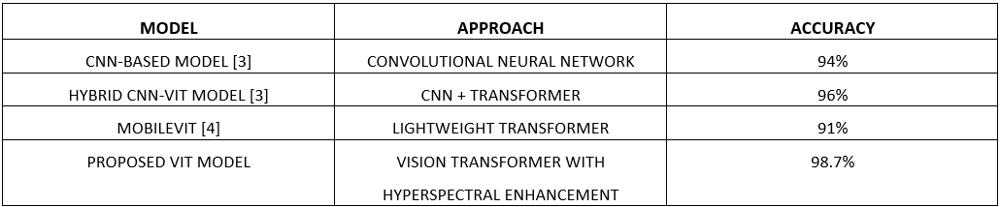 MODEL APPROACH ACCURACY
CNN-BASED MODEL [3] CONVOLUTIONAL NEURAL NETWORK 94%
HYBRID CNN-VIT MODEL [3] CNN + TRANSFORMER 96%
MOBILEVIT [4] LIGHTWEIGHT TRANSFORMER 91%
PROPOSED VIT MODEL VISION TRANSFORMER WITH 98.7%
HYPERSPECTRAL ENHANCEMENT